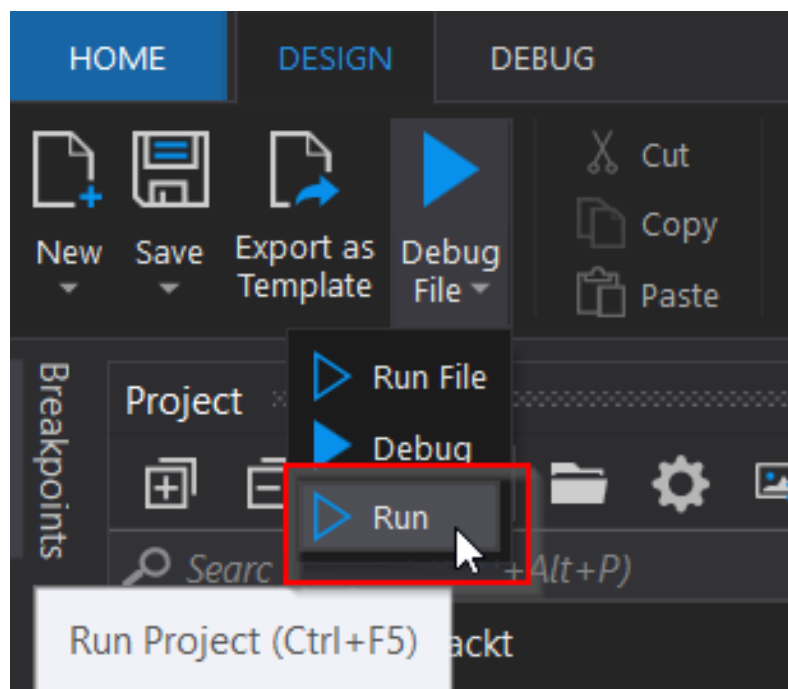 HOME DESIGN DEBUG
New Save Export as Template Debug File
Cut
Copy
Paste
Run File
Debug
Run
Breakpoints
Project
Searc +Alt+P)
Run Project (Ctrl+F5)
ackt